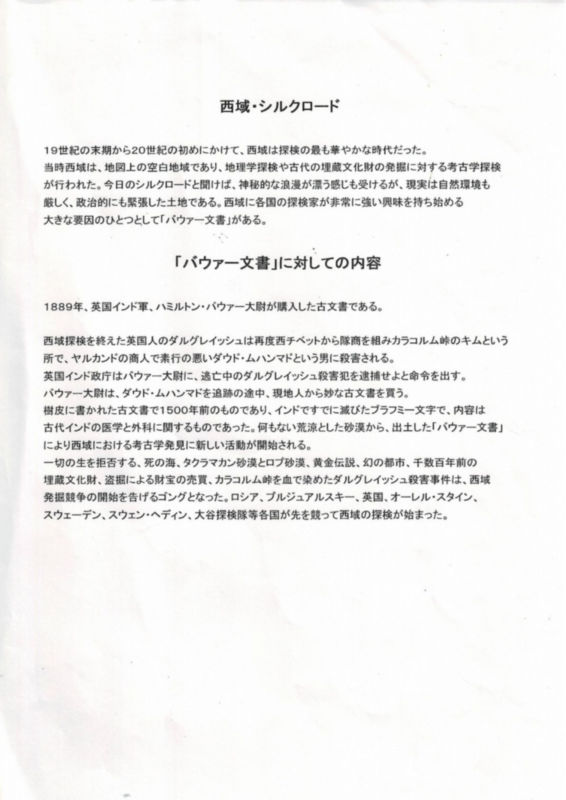 西域・シルクロード
19世紀の末期から20世紀の初めにかけて、西域は探検の最も華やかな時代だった。
当時西域は、地図上の空白地域であり、地理学探検や古代の埋蔵文化財の発掘に対する考古学探検
が行われた。今日のシルクロードと聞けば、神秘的な浪漫が漂う感じも受けるが、現実は自然環境も
厳しく、政治的にも緊張した土地である。西域に各国の探検家が非常に強い興味を持ち始める
大きな要因のひとつとして「バウァー文書」がある。
「バウァー文書」に対しての内容
1889年、英国インド軍、ハミルトン・バウァー大尉が購入した古文書である。
西域探検を終えた英国人のダルグレイッシュは再度西チベットから隊商を組みカラコルム峠のキムという
所で、ヤルカンドの商人で素行の悪いダウド・ムハンマドという男に殺害される。
英国インド政庁はバウァー大尉に、逃亡中のダルグレイッシュ殺害犯を逮捕せよと命令を出す。
バウァー大尉は、ダウド・ムハンマドを追跡の途中、現地人から妙な古文書を買う。
樹皮に書かれた古文書で1500年前のものであり、インドですでに滅びたブラフミー文字で、内容は
古代インドの医学と外科に関するものであった。何もない荒涼とした砂漠から、出土した「バウァー文書」
により西域における考古学発見に新しい活動が開始される。
一切の生を拒否する、死の海、タクラマカン砂漠とロプ砂漠、黄金伝説、幻の都市、千数百年前の
埋蔵文化財、盗掘による財宝の売買、カラコルム峠を血で染めたダルグレイッシュ殺害事件は、西域
発掘競争の開始を告げるゴングとなった。ロシア、プルジュアルスキー、英国、オーレル・スタイン、
スウェーデン、スウェン・ヘディン、大谷探検隊等各国が先を競って西域の探検が始まった。